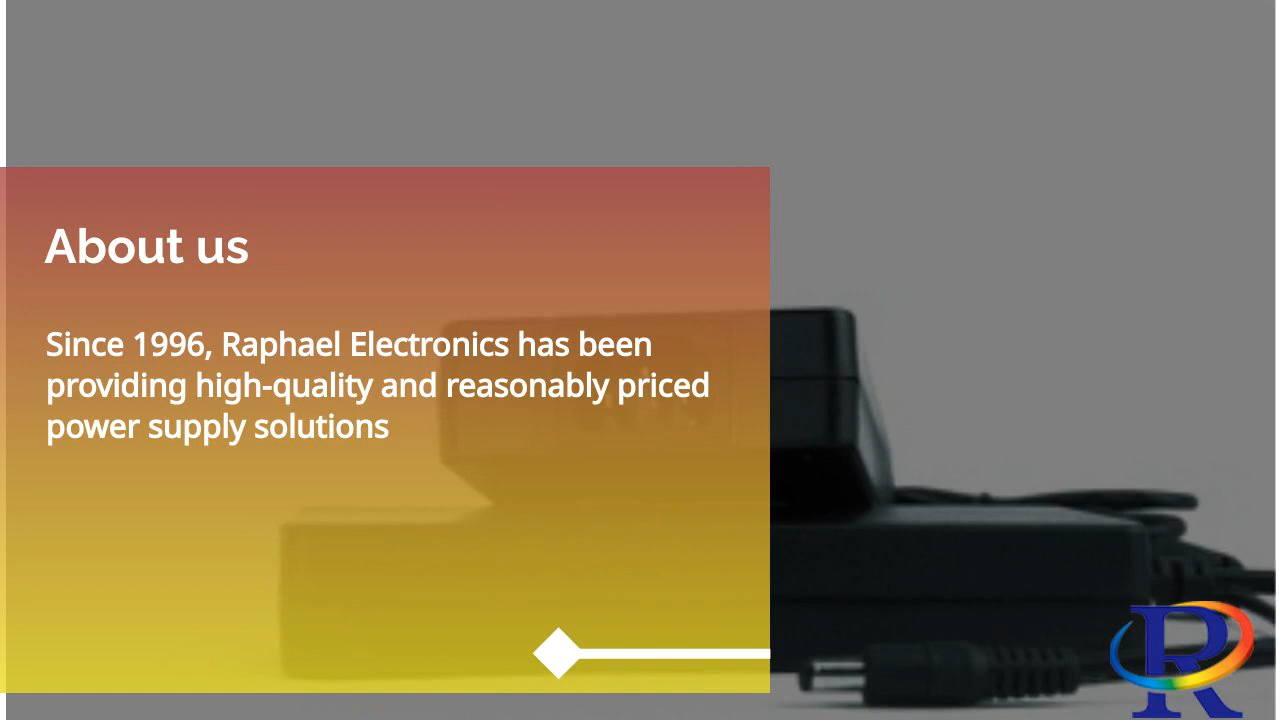 About us
Since 1996, Raphael Electronics has been
providing high-quality and reasonably priced
power supply solutions
R